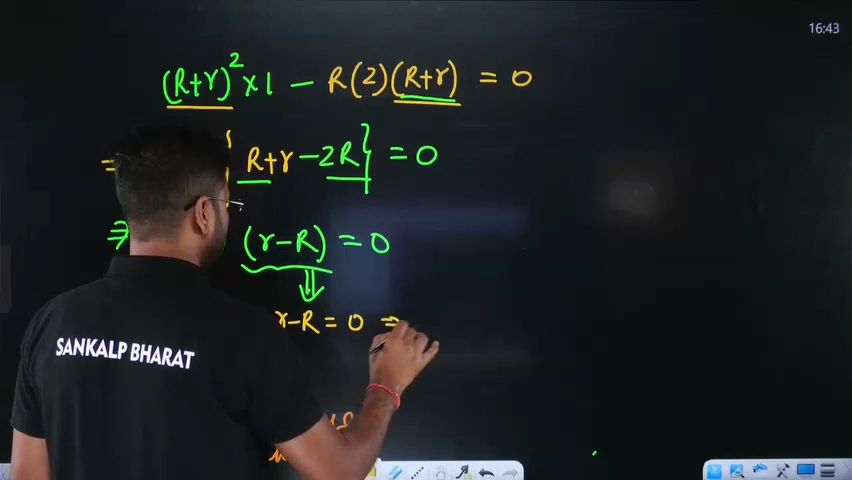 16:43
(R+r)² × 1 − R(2)(R+r) = 0
⇒ { R+r − 2R } = 0
⇒ (r−R) = 0
⇓
r−R = 0 ⇒
SANKALP BHARAT